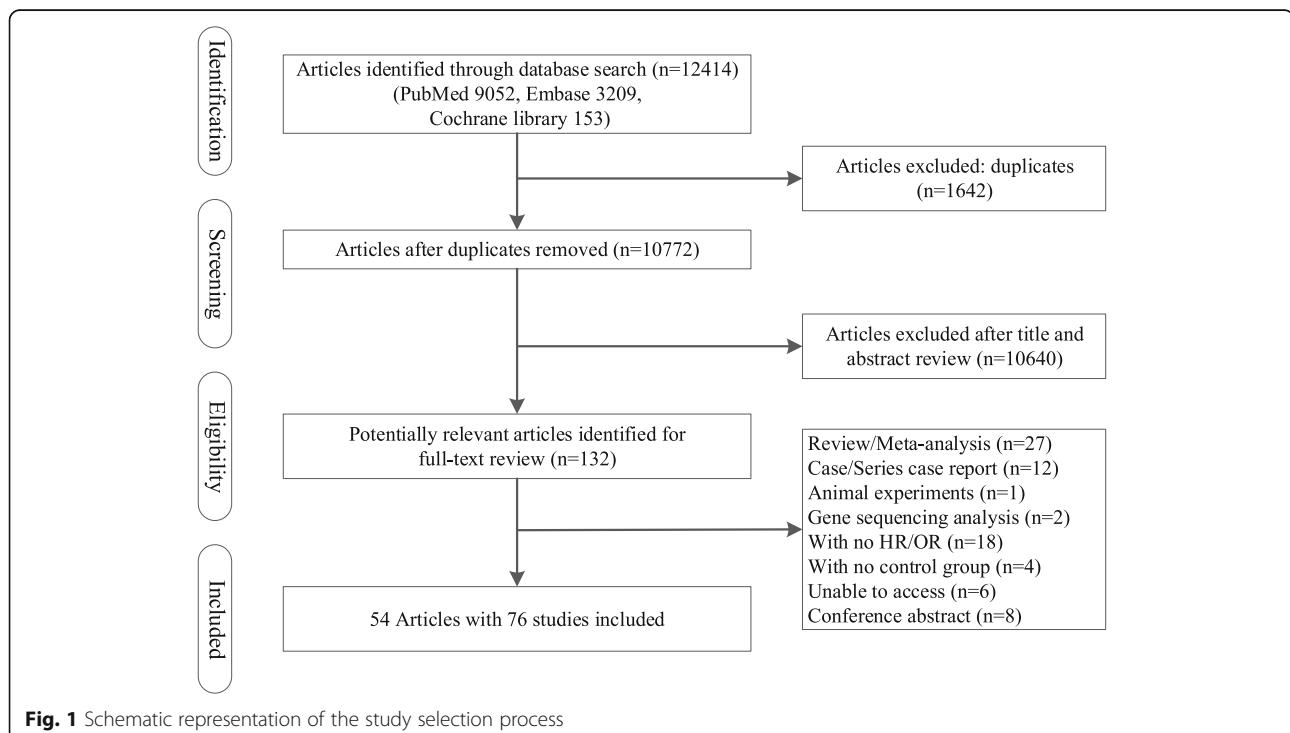 Identification
Articles identified through database search (n=12414)
(PubMed 9052, Embase 3209,
Cochrane library 153)
Articles excluded: duplicates
(n=1642)
Screening
Articles after duplicates removed (n=10772)
Articles excluded after title and
abstract review (n=10640)
Eligibility
Potentially relevant articles identified for
full-text review (n=132)
Review/Meta-analysis (n=27)
Case/Series case report (n=12)
Animal experiments (n=1)
Gene sequencing analysis (n=2)
With no HR/OR (n=18)
With no control group (n=4)
Unable to access (n=6)
Conference abstract (n=8)
Included
54 Articles with 76 studies included
Fig. 1 Schematic representation of the study selection process